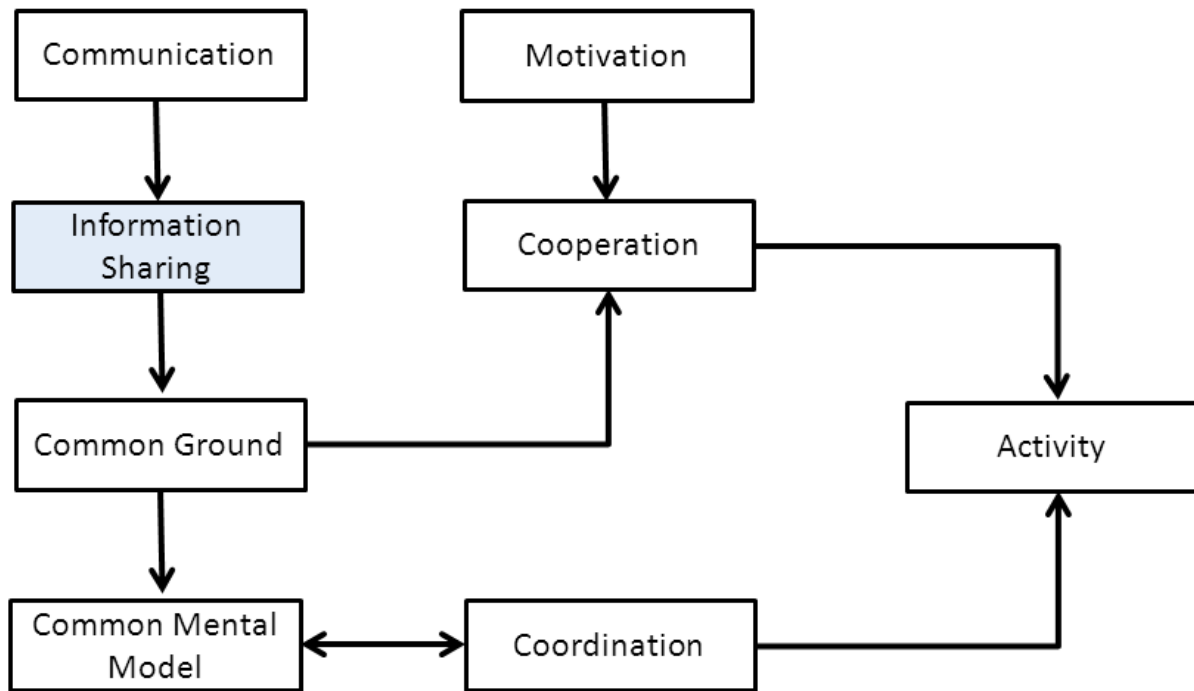 Communication
Motivation
Information
Sharing
Cooperation
Common Ground
Activity
Common Mental
Model
Coordination